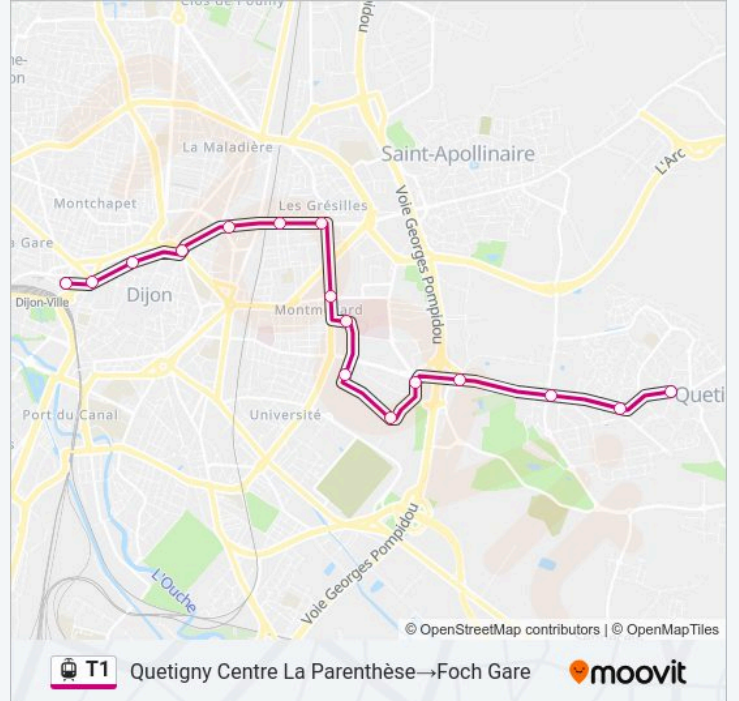 Clos de Pouilly
La Maladière
Saint-Apollinaire
L'Arc
Montchapet
Les Grésilles
Voie Georges Pompidou
a Gare
Dijon-Ville
Dijon
Montmuzard
Queti
Port du Canal
Université
L'Ouche
Voie Georges Pompidou
© OpenStreetMap contributors | © OpenMapTiles
T1 Quetigny Centre La Parenthèse→Foch Gare moovit